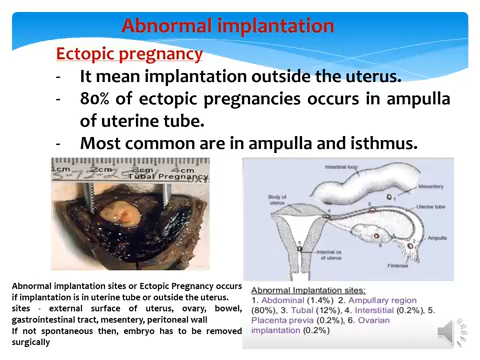 Abnormal implantation
Ectopic pregnancy
- It mean implantation outside the uterus.
- 80% of ectopic pregnancies occurs in ampulla
of uterine tube.
- Most common are in ampulla and isthmus.
1cm 2cm 3cm 4cm
Tubal Pregnancy
Intestinal loop
Mesentery
Body of
uterus
Uterine tube
Internal os
of uterus
Ampulla
Fimbriae
Abnormal implantation sites or Ectopic Pregnancy occurs
if implantation is in uterine tube or outside the uterus.
sites - external surface of uterus, ovary, bowel,
gastrointestinal tract, mesentery, peritoneal wall
If not spontaneous then, embryo has to be removed
surgically
Abnormal Implantation sites:
1. Abdominal (1.4%) 2. Ampullary region
(80%), 3. Tubal (12%), 4. Interstitial (0.2%), 5.
Placenta previa (0.2%), 6. Ovarian
implantation (0.2%)